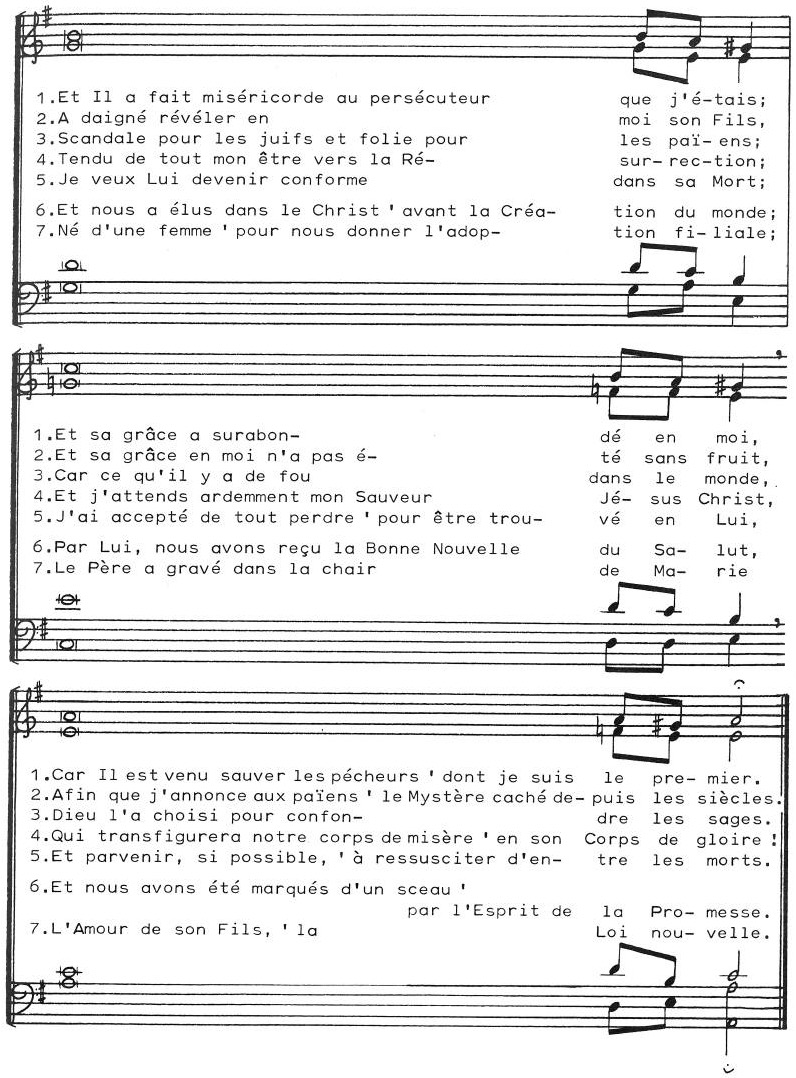 1.Et Il a fait miséricorde au persécuteur que j'é-tais;
2.A daigné révéler en moi son Fils,
3.Scandale pour les juifs et folie pour les paï-ens;
4.Tendu de tout mon être vers la Ré- sur-rec-tion;
5.Je veux Lui devenir conforme dans sa Mort;
6.Et nous a élus dans le Christ ' avant la Créa- tion du monde;
7.Né d'une femme ' pour nous donner l'adop- tion fi-liale;
1.Et sa grâce a surabon- dé en moi,
2.Et sa grâce en moi n'a pas é- té sans fruit,
3.Car ce qu'il y a de fou dans le monde,
4.Et j'attends ardemment mon Sauveur Jé- sus Christ,
5.J'ai accepté de tout perdre ' pour être trou- vé en Lui,
6.Par Lui, nous avons reçu la Bonne Nouvelle du Sa- lut,
7.Le Père a gravé dans la chair de Ma- rie
1.Car Il est venu sauver les pécheurs ' dont je suis le pre- mier.
2.Afin que j'annonce aux païens ' le Mystère caché de- puis les siècles.
3.Dieu l'a choisi pour confon- dre les sages.
4.Qui transfigurera notre corps de misère ' en son Corps de gloire !
5.Et parvenir, si possible, ' à ressusciter d'en- tre les morts.
6.Et nous avons été marqués d'un sceau '
par l'Esprit de la Pro- messe.
7.L'Amour de son Fils, ' la Loi nou- velle.